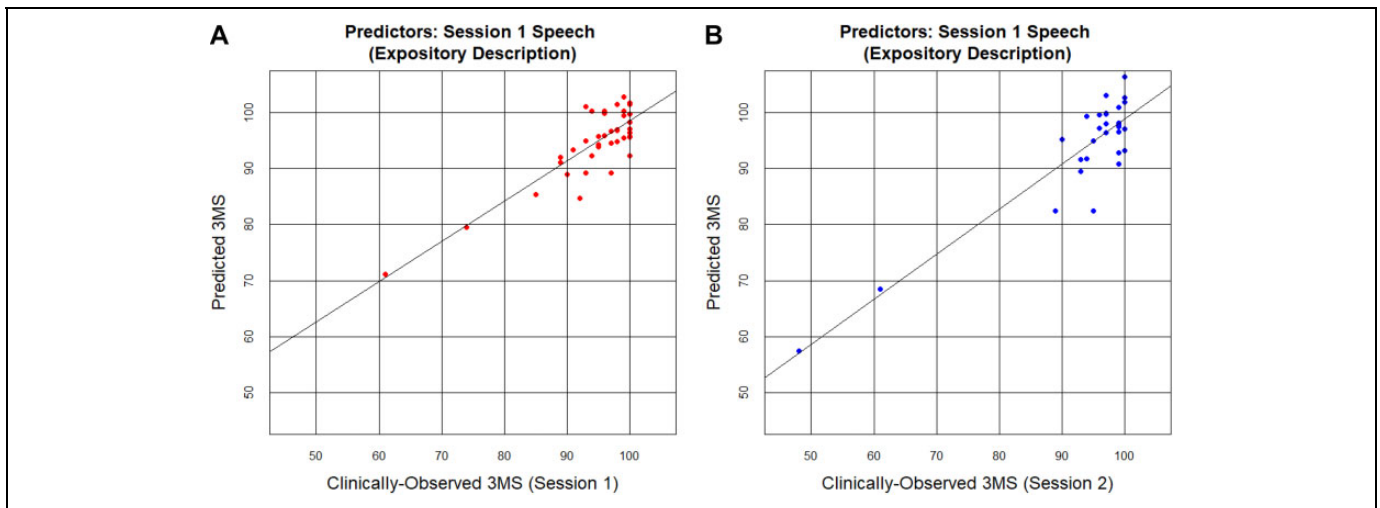 A
Predictors: Session 1 Speech
(Expository Description)
Predicted 3MS
100
90
80
70
60
50
50 60 70 80 90 100
Clinically-Observed 3MS (Session 1)
B
Predictors: Session 1 Speech
(Expository Description)
Predicted 3MS
100
90
80
70
60
50
50 60 70 80 90 100
Clinically-Observed 3MS (Session 2)